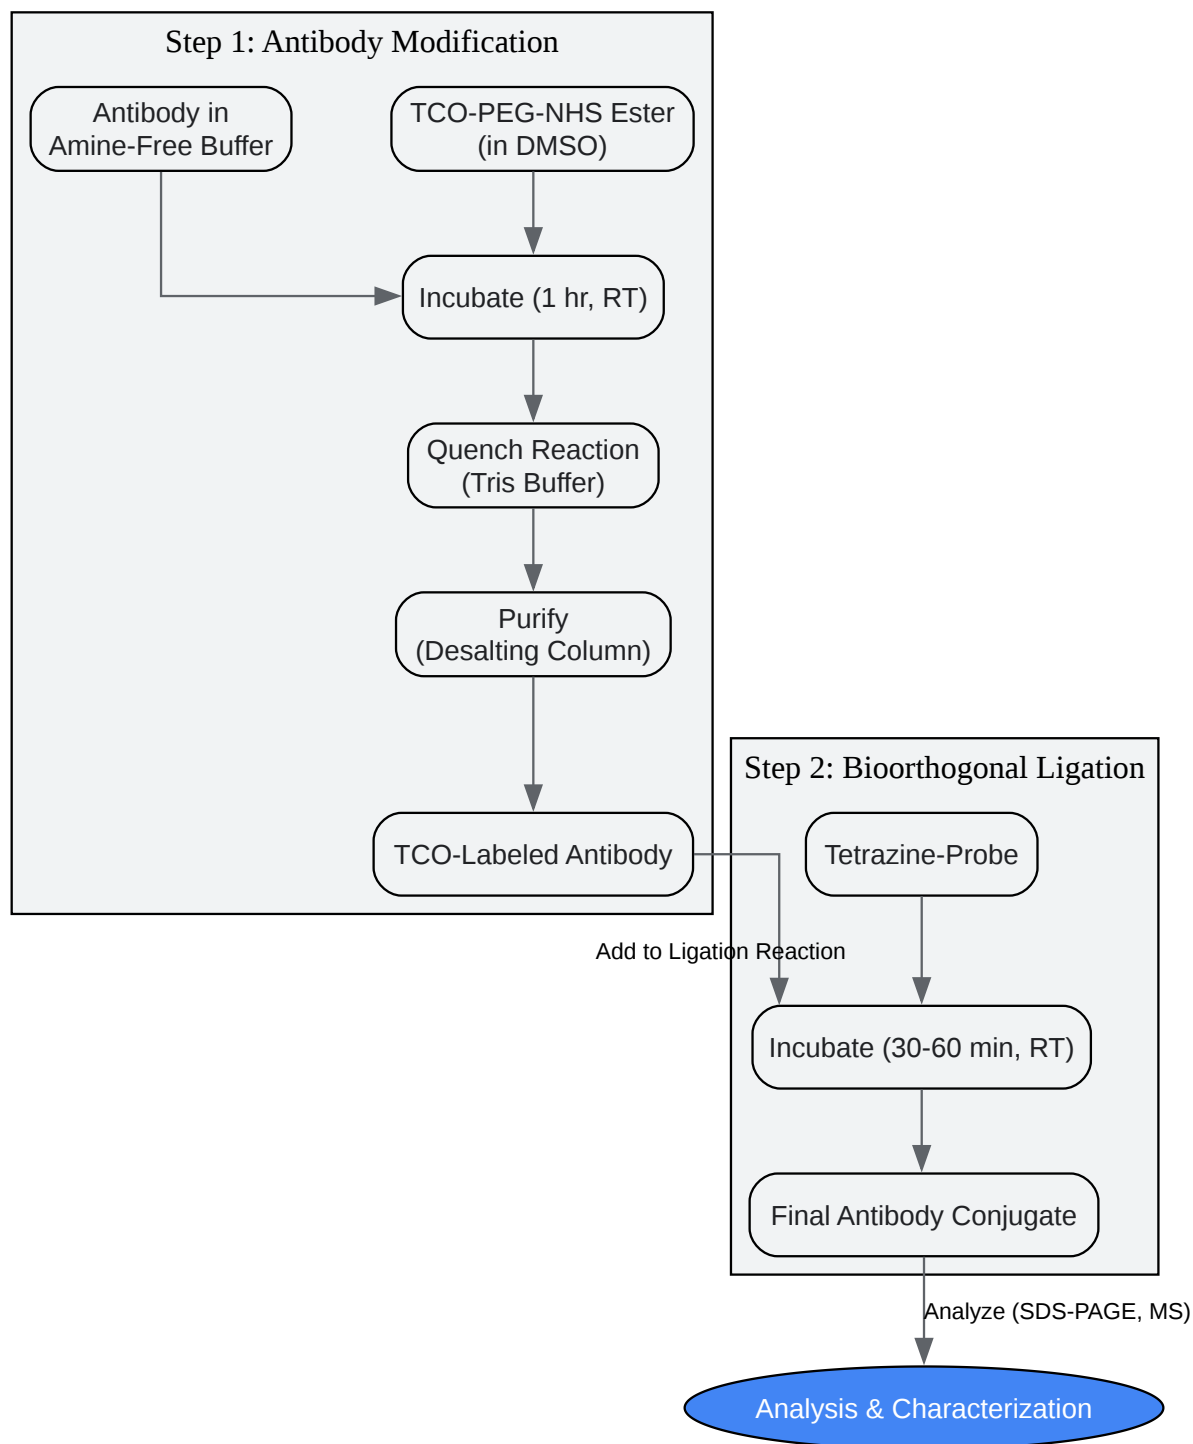 Step 1: Antibody Modification
Antibody in
Amine-Free Buffer
TCO-PEG-NHS Ester
(in DMSO)
Incubate (1 hr, RT)
Quench Reaction
(Tris Buffer)
Purify
(Desalting Column)
TCO-Labeled Antibody
Step 2: Bioorthogonal Ligation
Tetrazine-Probe
Add to Ligation Reaction
Incubate (30-60 min, RT)
Final Antibody Conjugate
Analyze (SDS-PAGE, MS)
Analysis & Characterization